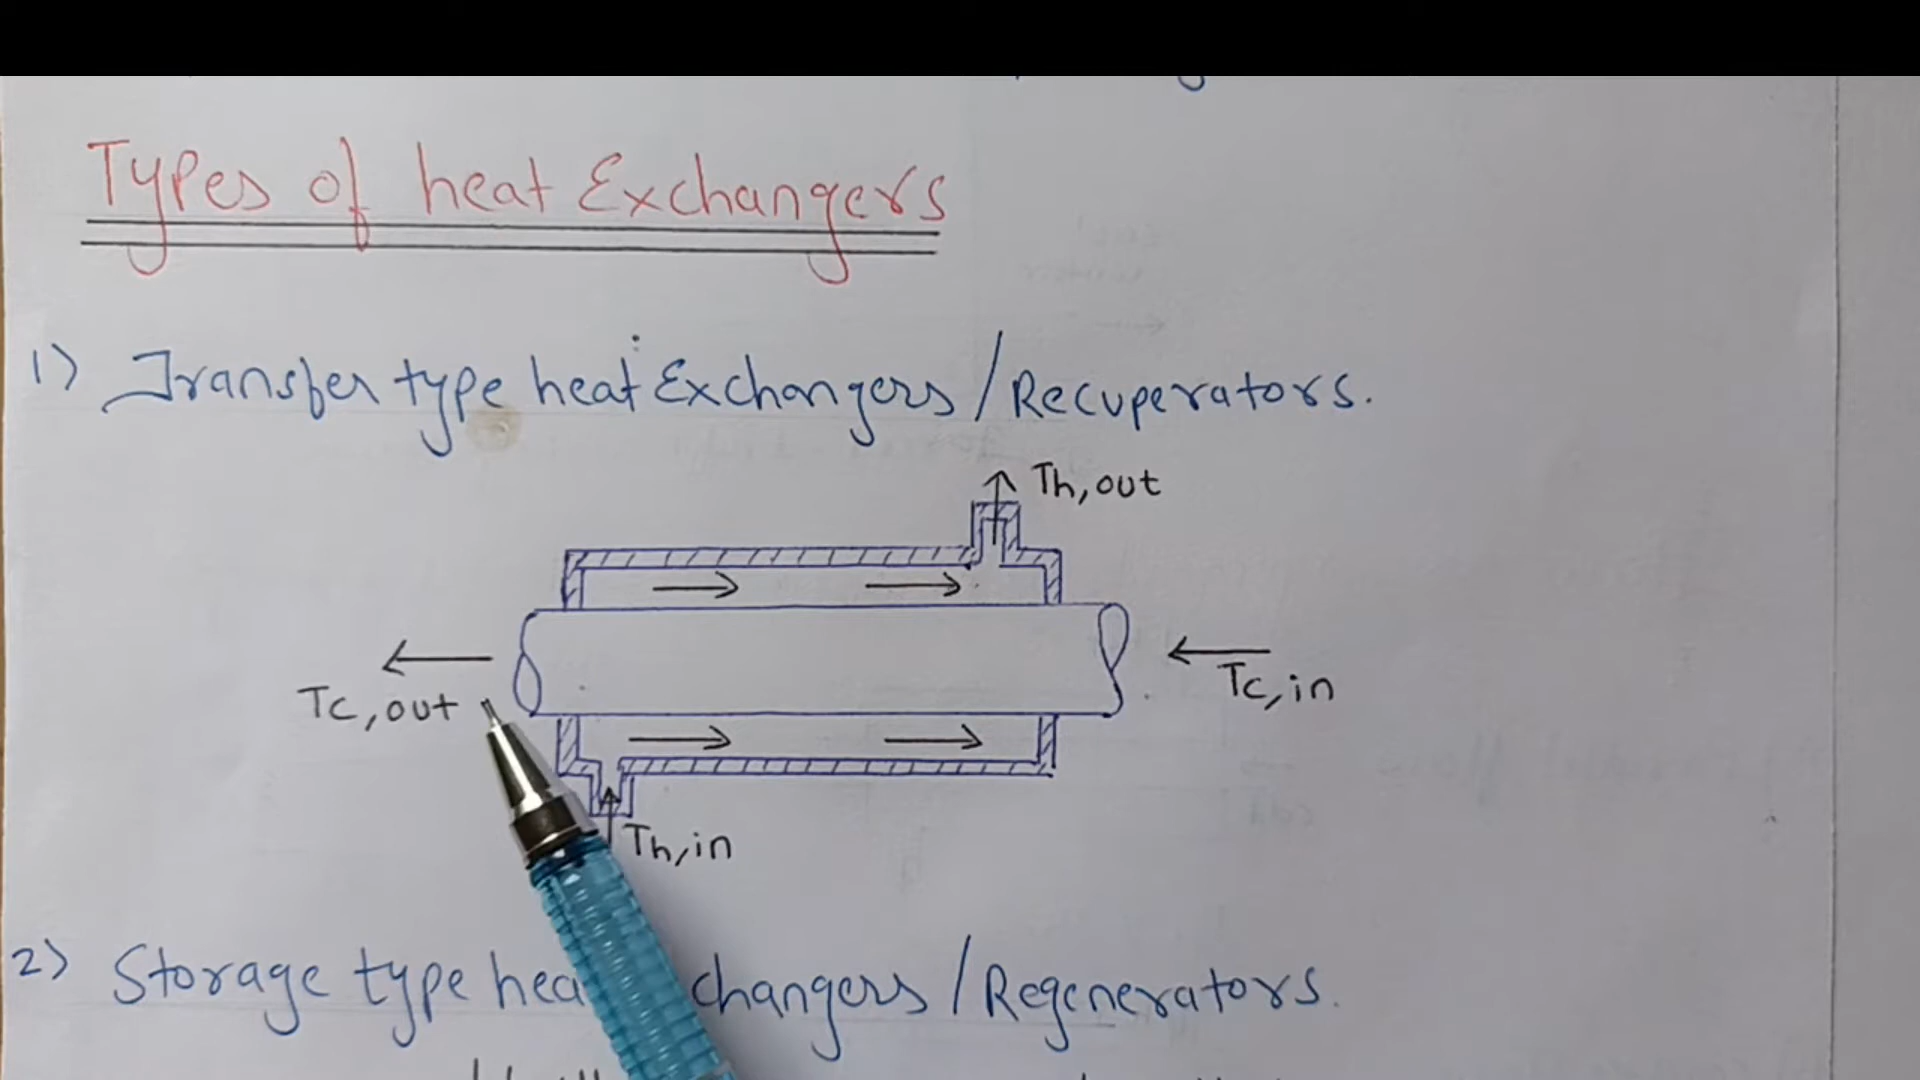 Types of heat Exchangers
1) Transfer type heat Exchangers/Recuperators.
Th,out
Tc,in
Tc,out
Th,in
2) Storage type hea changers/Regenerators.